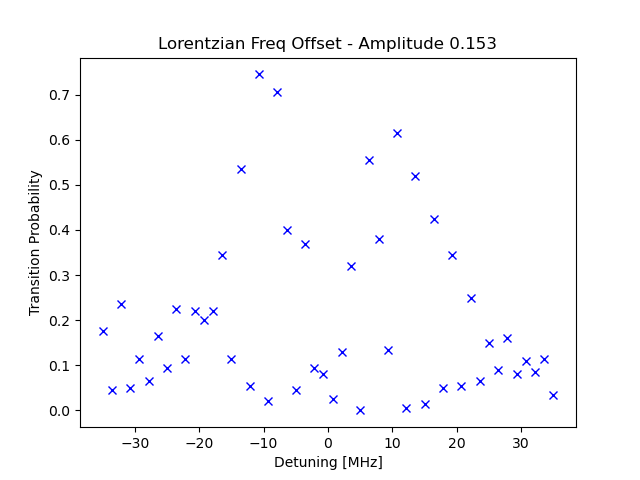 Lorentzian Freq Offset - Amplitude 0.153
Transition Probability
0.7
0.6
0.5
0.4
0.3
0.2
0.1
0.0
−30 −20 −10 0 10 20 30
Detuning [MHz]